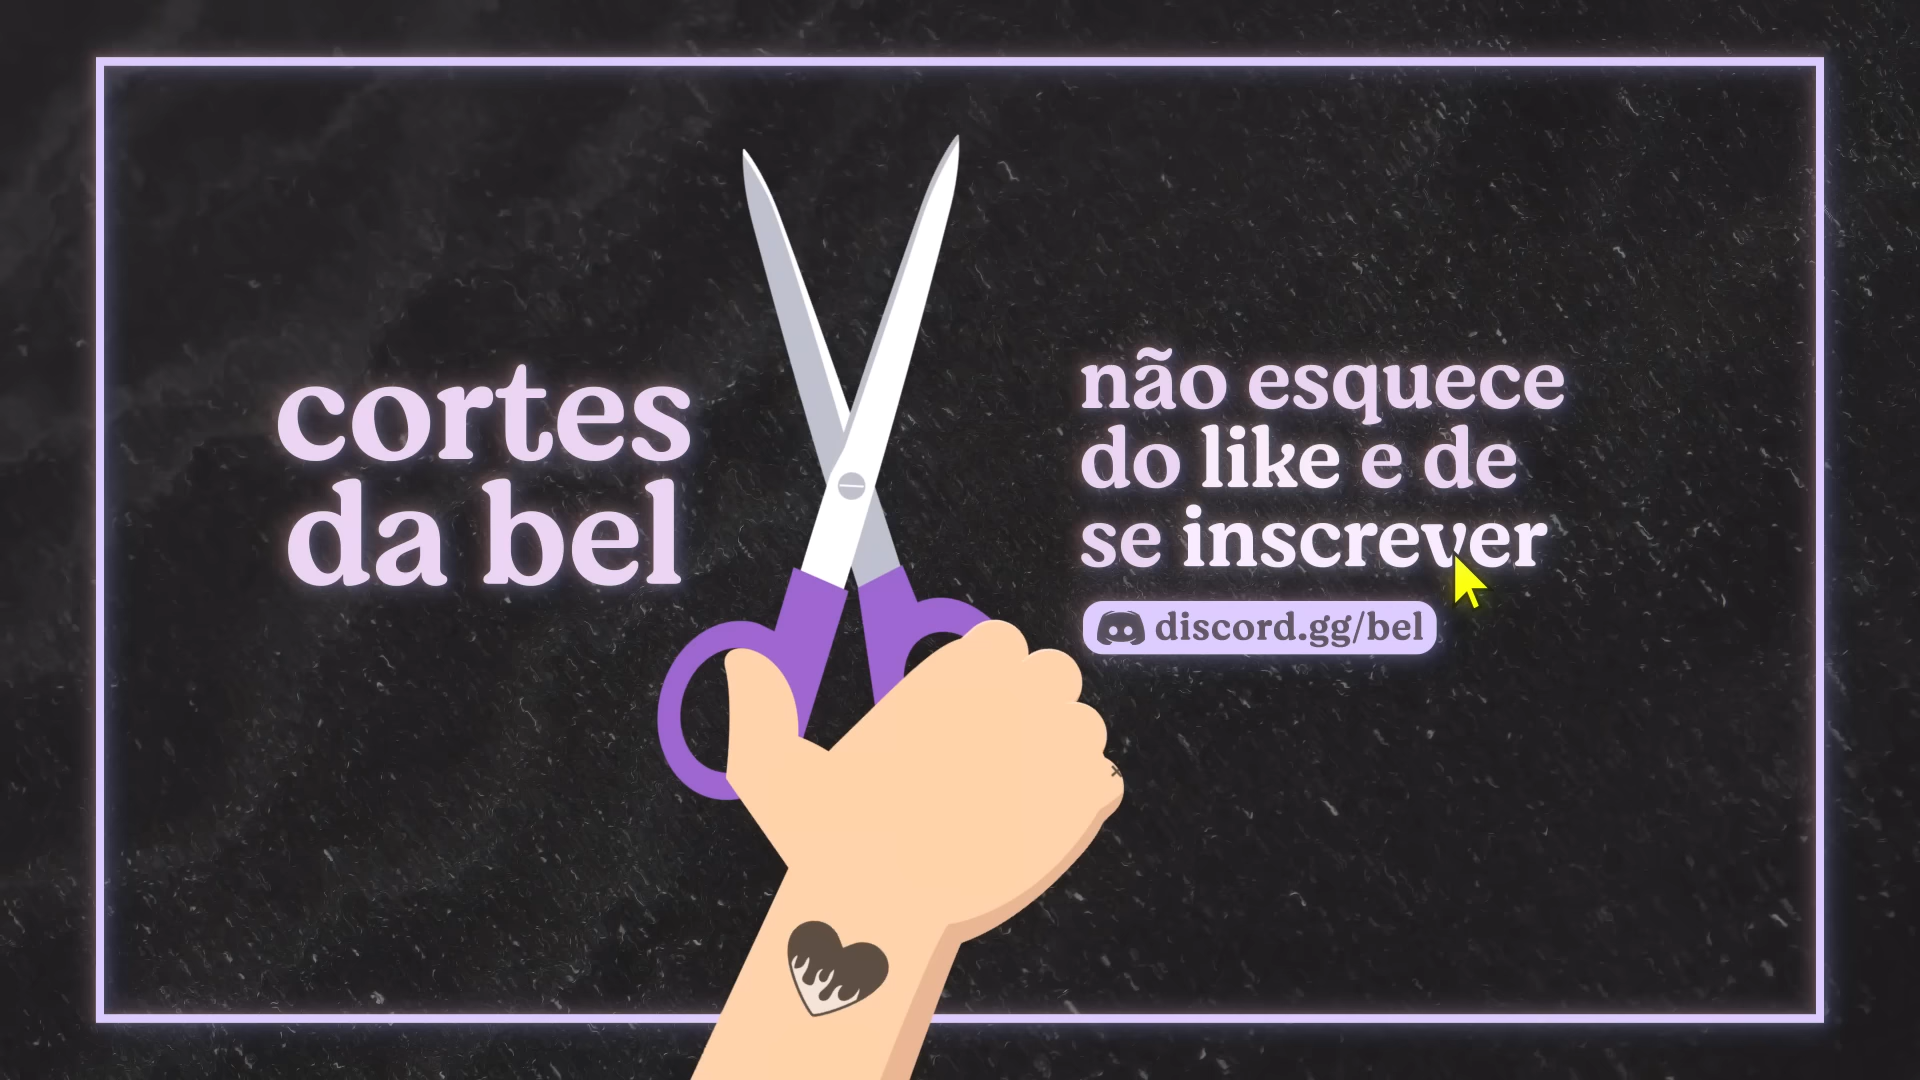 cortes
da bel
não esquece
do like e de
se inscrever
discord.gg/bel